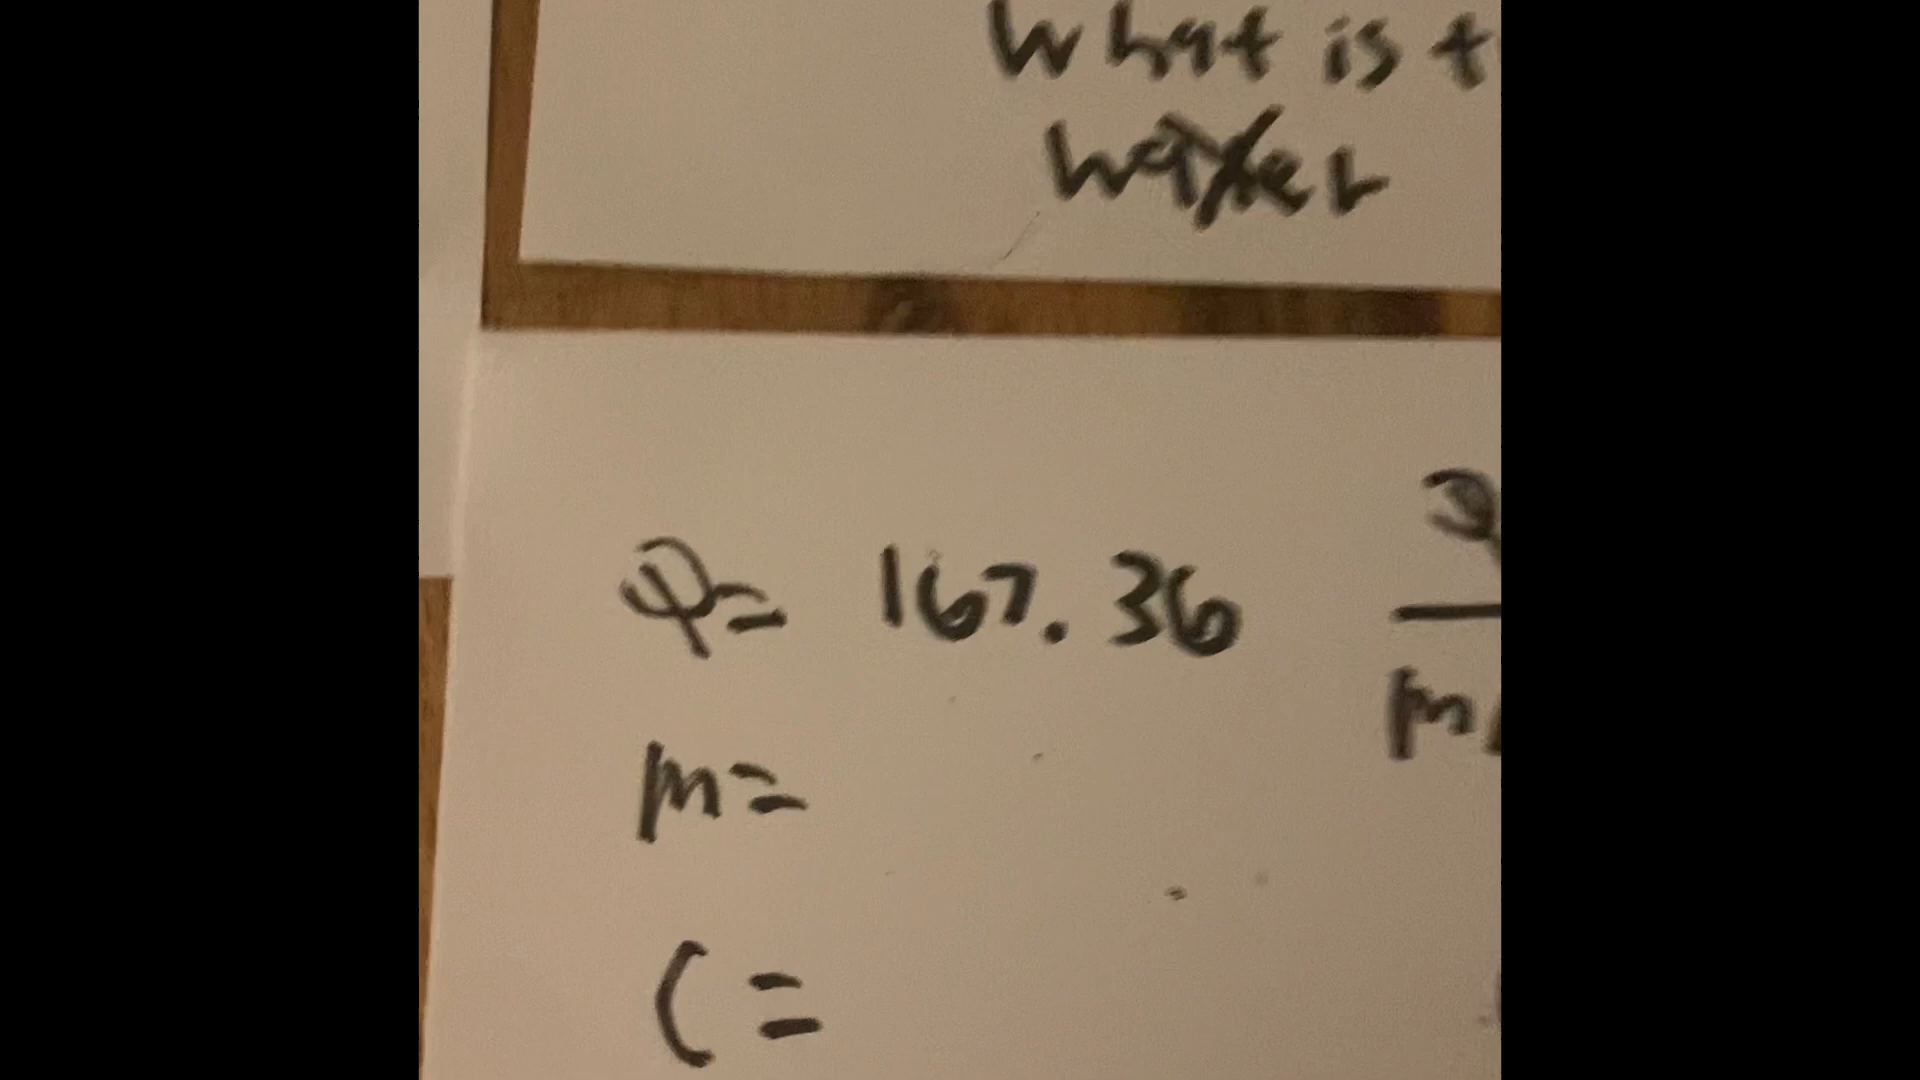 What is t
water
Q= 167.36
Q
m
m=
C=